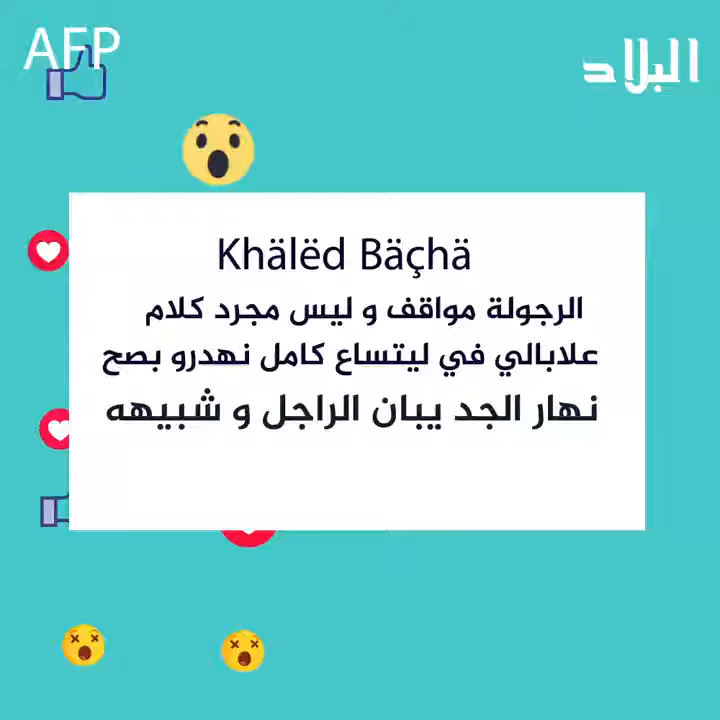 AFP
البلاد
Khälëd Bäçhä
الرجولة مواقف و ليس مجرد كلام
علابالي في ليتساع كامل نهدرو بصح
نهار الجد يبان الراجل و شبيهه